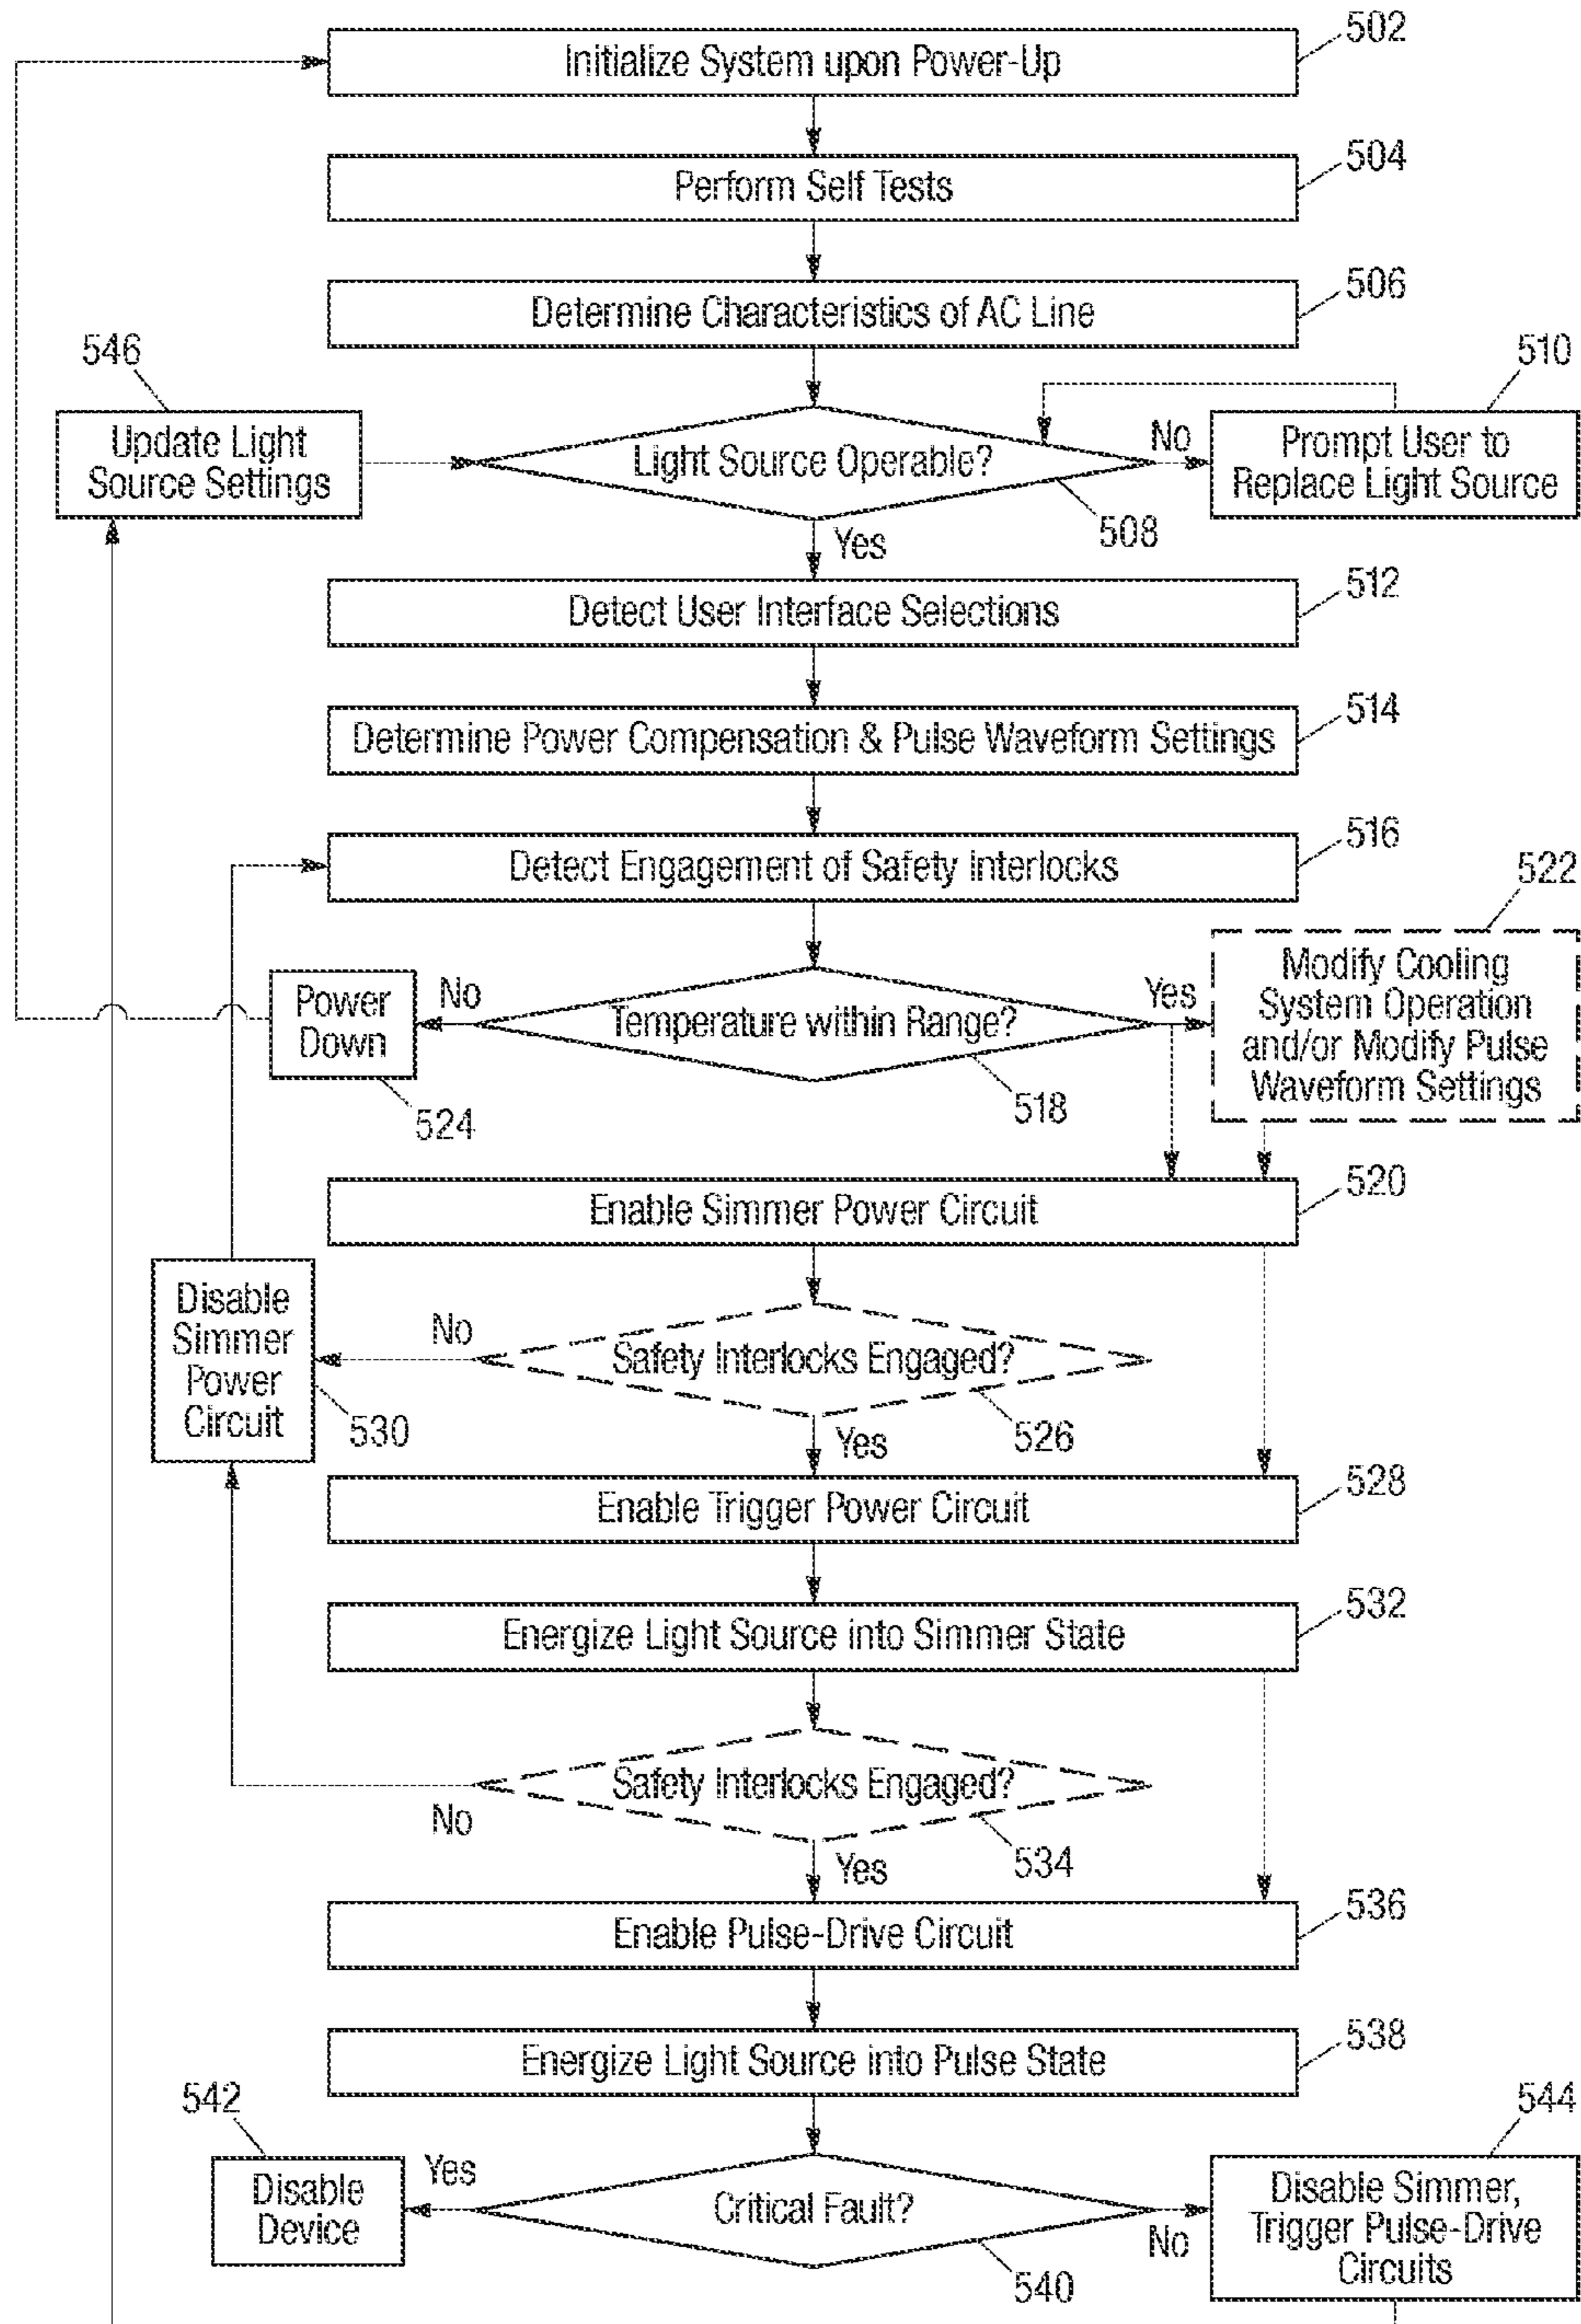 502
Initialize System upon Power-Up
504
Perform Self Tests
506
Determine Characteristics of AC Line
546
Update Light
Source Settings
Light Source Operable?
No
508
Yes
510
Prompt User to
Replace Light Source
512
Detect User Interface Selections
514
Determine Power Compensation & Pulse Waveform Settings
516
Detect Engagement of Safety Interlocks
522
Modify Cooling
System Operation
and/or Modify Pulse
Waveform Settings
Power
Down
524
No
Temperature within Range?
Yes
518
520
Enable Simmer Power Circuit
Disable
Simmer
Power
Circuit
530
No
Safety Interlocks Engaged?
526
Yes
528
Enable Trigger Power Circuit
532
Energize Light Source into Simmer State
Safety Interlocks Engaged?
No
534
Yes
536
Enable Pulse-Drive Circuit
538
Energize Light Source into Pulse State
542
Disable
Device
Yes
Critical Fault?
No
540
544
Disable Simmer,
Trigger Pulse-Drive
Circuits